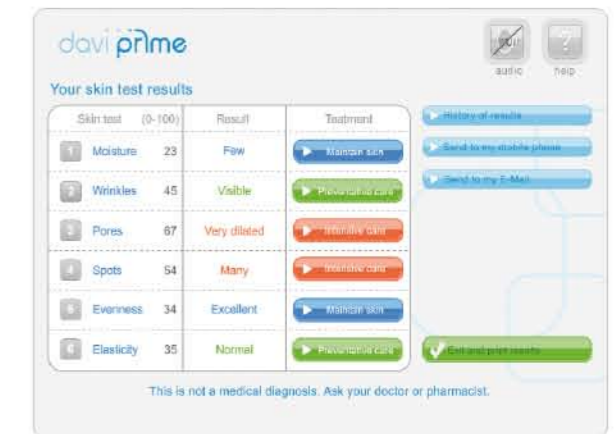 davi prime
audio help
Your skin test results
Skin test (0-100) Result Teatment
1 Moisture 23 Few Maintain skin
2 Wrinkles 45 Visible Preventative care
3 Pores 67 Very dilated Intensive care
4 Spots 54 Many Intensive care
5 Evenness 34 Excellent Maintain skin
6 Elasticity 35 Normal Preventative care
History of results
Send to my mobile phone
Send to my E-Mail
Exit and print results
This is not a medical diagnosis. Ask your doctor or pharmacist.